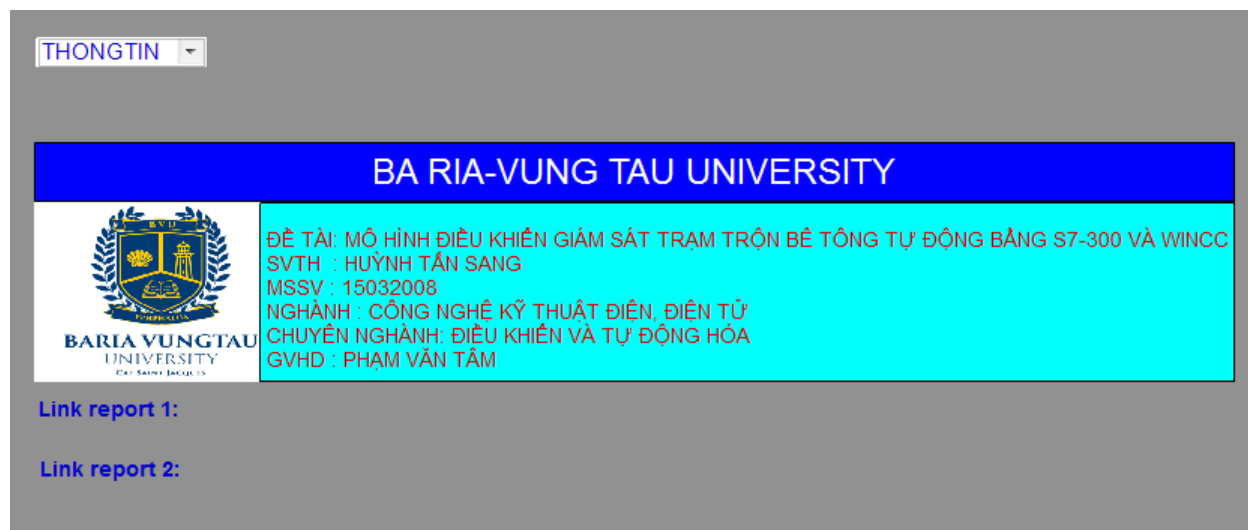 THONGTIN
BA RIA-VUNG TAU UNIVERSITY
BVU
ĐỀ TÀI: MÔ HÌNH ĐIỀU KHIỂN GIÁM SÁT TRẠM TRỘN BÊ TÔNG TỰ ĐỘNG BẰNG S7-300 VÀ WINCC
SVTH : HUỲNH TẤN SANG
MSSV : 15032008
NGHÀNH : CÔNG NGHỆ KỸ THUẬT ĐIỆN, ĐIỆN TỬ
CHUYÊN NGHÀNH: ĐIỀU KHIỂN VÀ TỰ ĐỘNG HÓA
GVHD : PHẠM VĂN TÂM
BARIA VUNGTAU
UNIVERSITY
CAP SAINT JACQUES
Link report 1:
Link report 2: